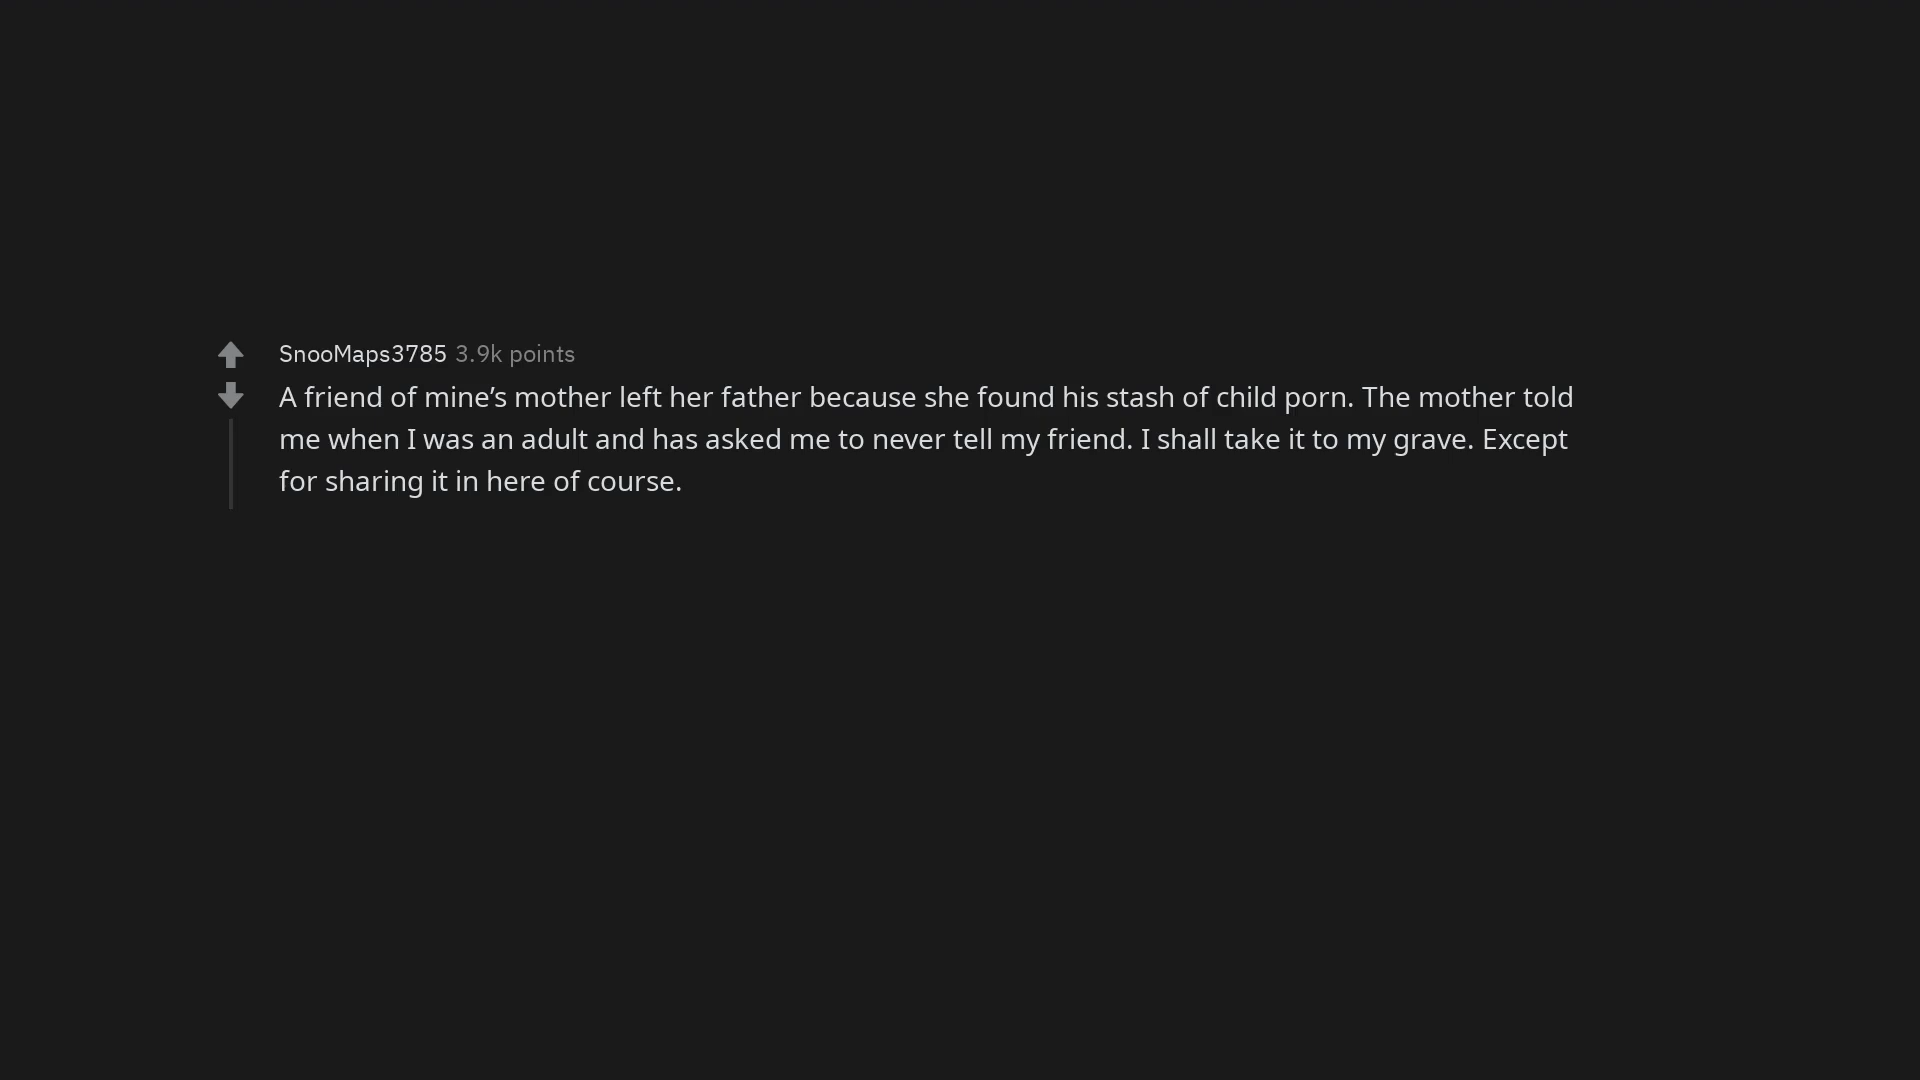 SnooMaps3785 3.9k points
A friend of mine’s mother left her father because she found his stash of child porn. The mother told
me when I was an adult and has asked me to never tell my friend. I shall take it to my grave. Except
for sharing it in here of course.